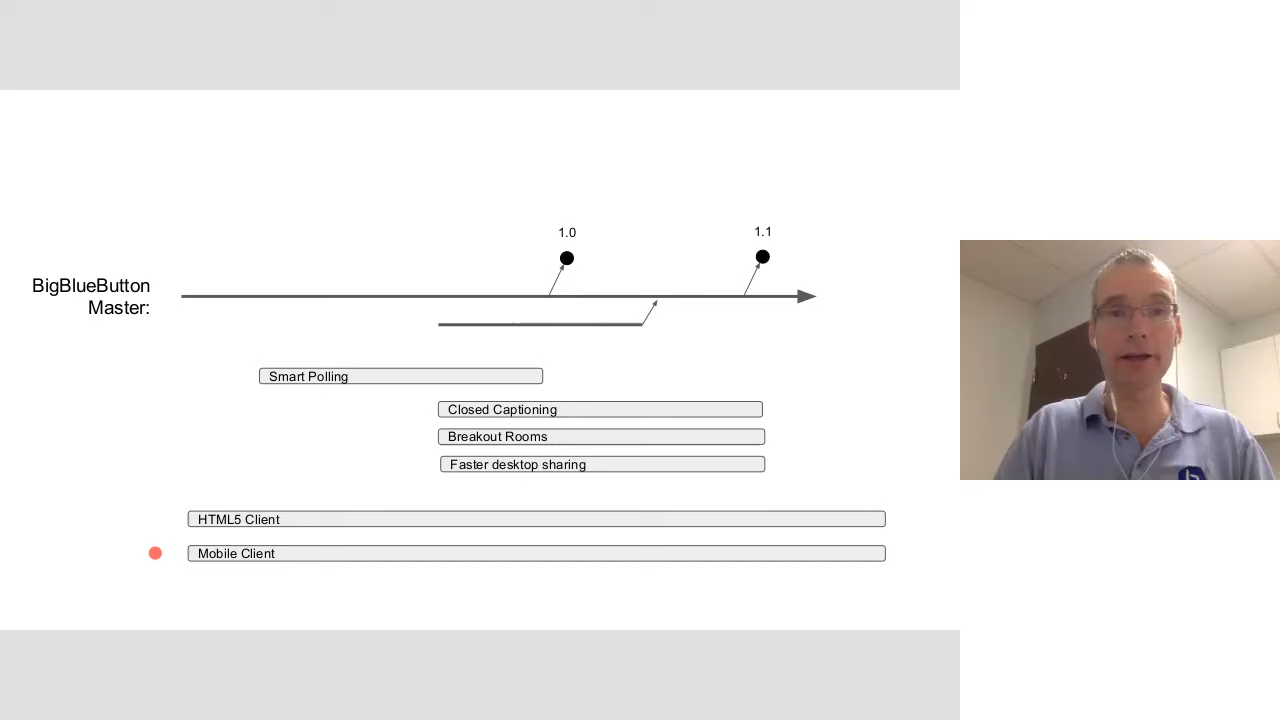 1.0
1.1
BigBlueButton
Master:
Smart Polling
Closed Captioning
Breakout Rooms
Faster desktop sharing
HTML5 Client
Mobile Client